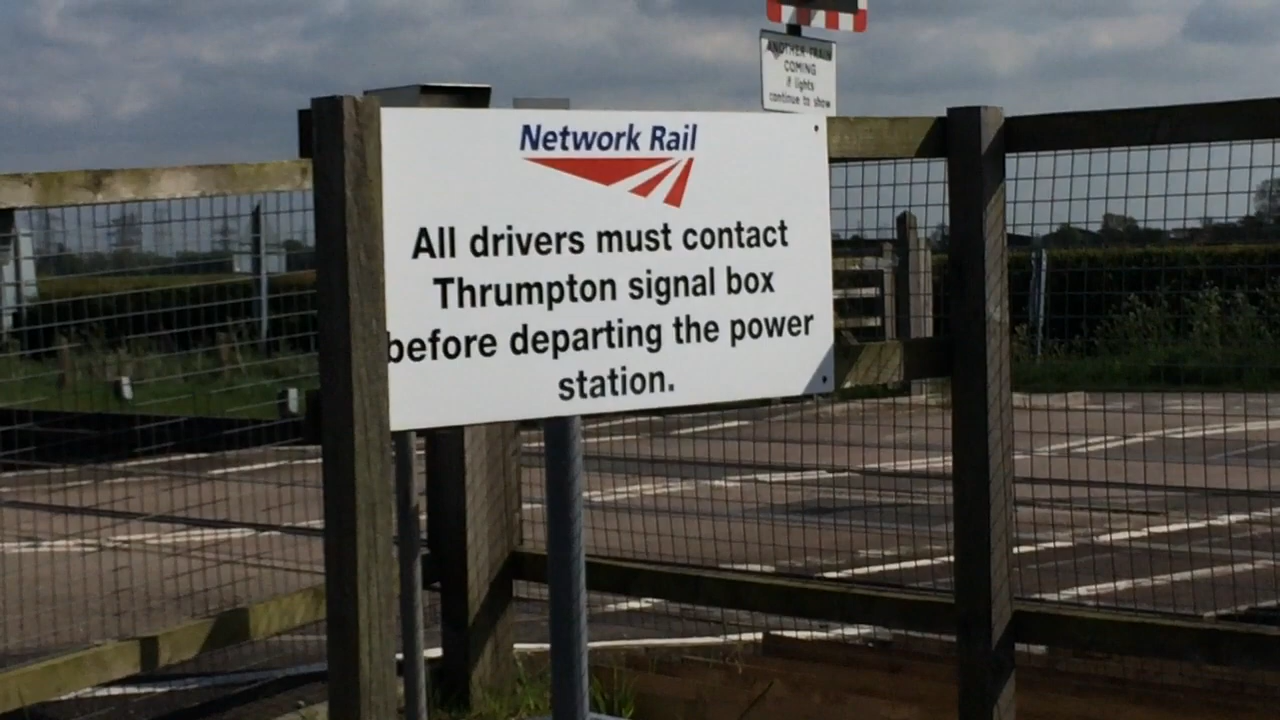 ANOTHER TRAIN
COMING
if lights
continue to show
Network Rail
All drivers must contact
Thrumpton signal box
before departing the power
station.